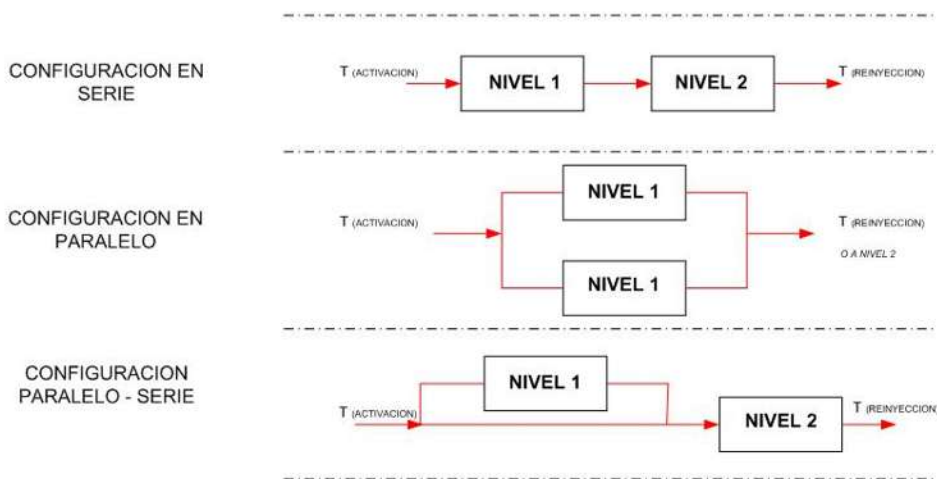 CONFIGURACION EN
SERIE
T (ACTIVACION)
NIVEL 1
NIVEL 2
T (REINYECCION)
CONFIGURACION EN
PARALELO
T (ACTIVACION)
NIVEL 1
NIVEL 1
T (REINYECCION)
O A NIVEL 2
CONFIGURACION
PARALELO - SERIE
T (ACTIVACION)
NIVEL 1
NIVEL 2
T (REINYECCION)